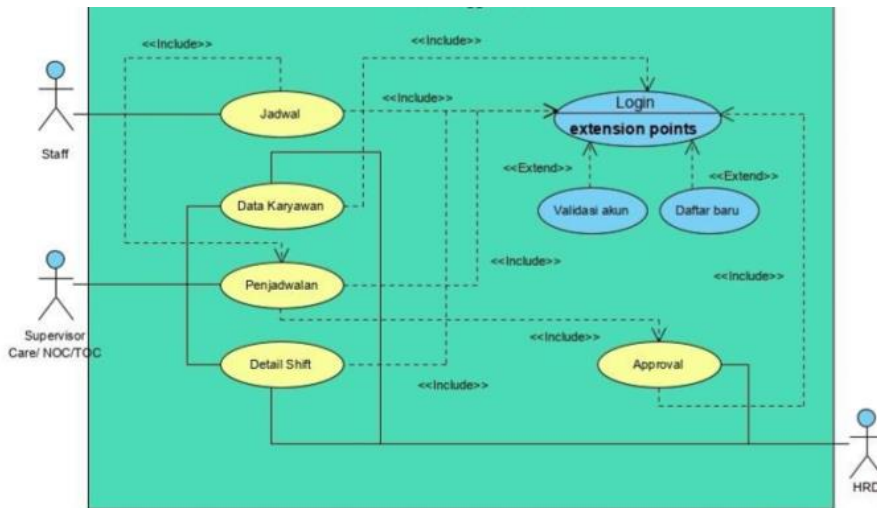 <<Include>>
<<Include>>
<<Include>>
Jadwal
Login
extension points
Staff
<<Extend>>
<<Extend>>
Data Karyawan
Validasi akun
Daftar baru
<<Include>>
<<Include>>
Penjadwalan
Supervisor
Care/ NOC/TOC
<<Include>>
Detail Shift
Approval
<<Include>>
HRD